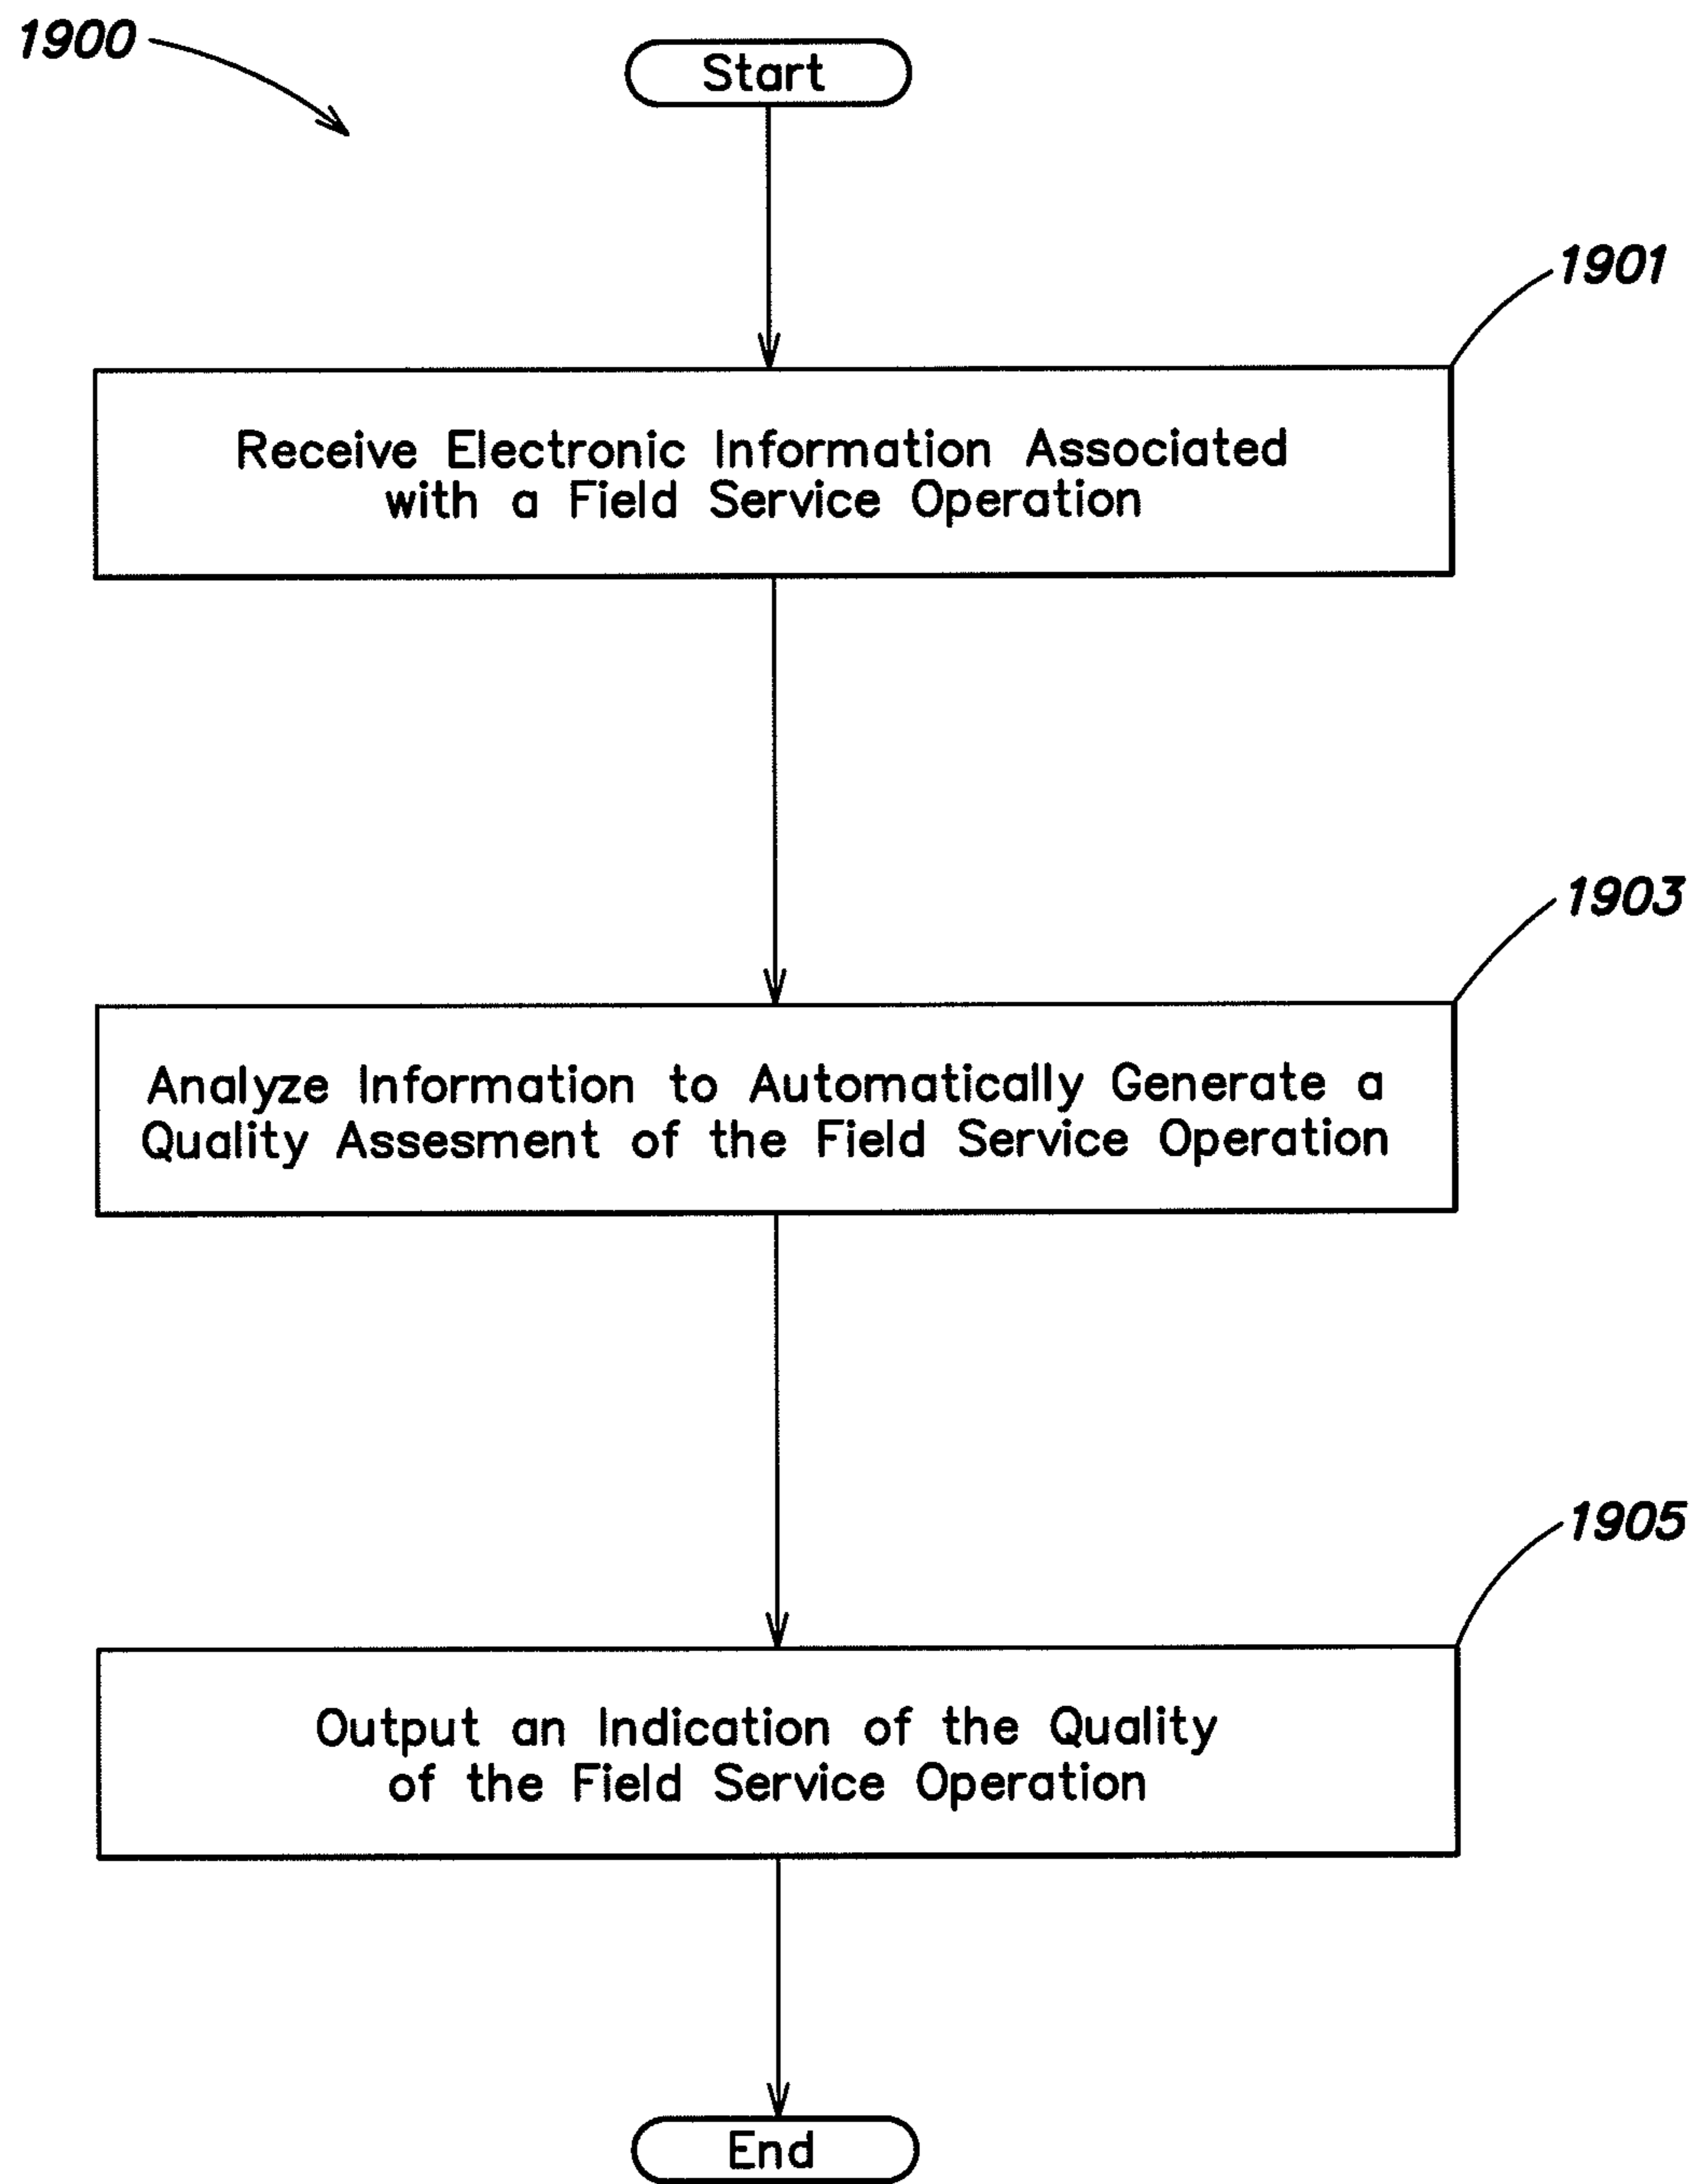 1900
Start
1901
Receive Electronic Information Associated
with a Field Service Operation
1903
Analyze Information to Automatically Generate a
Quality Assesment of the Field Service Operation
1905
Output an Indication of the Quality
of the Field Service Operation
End